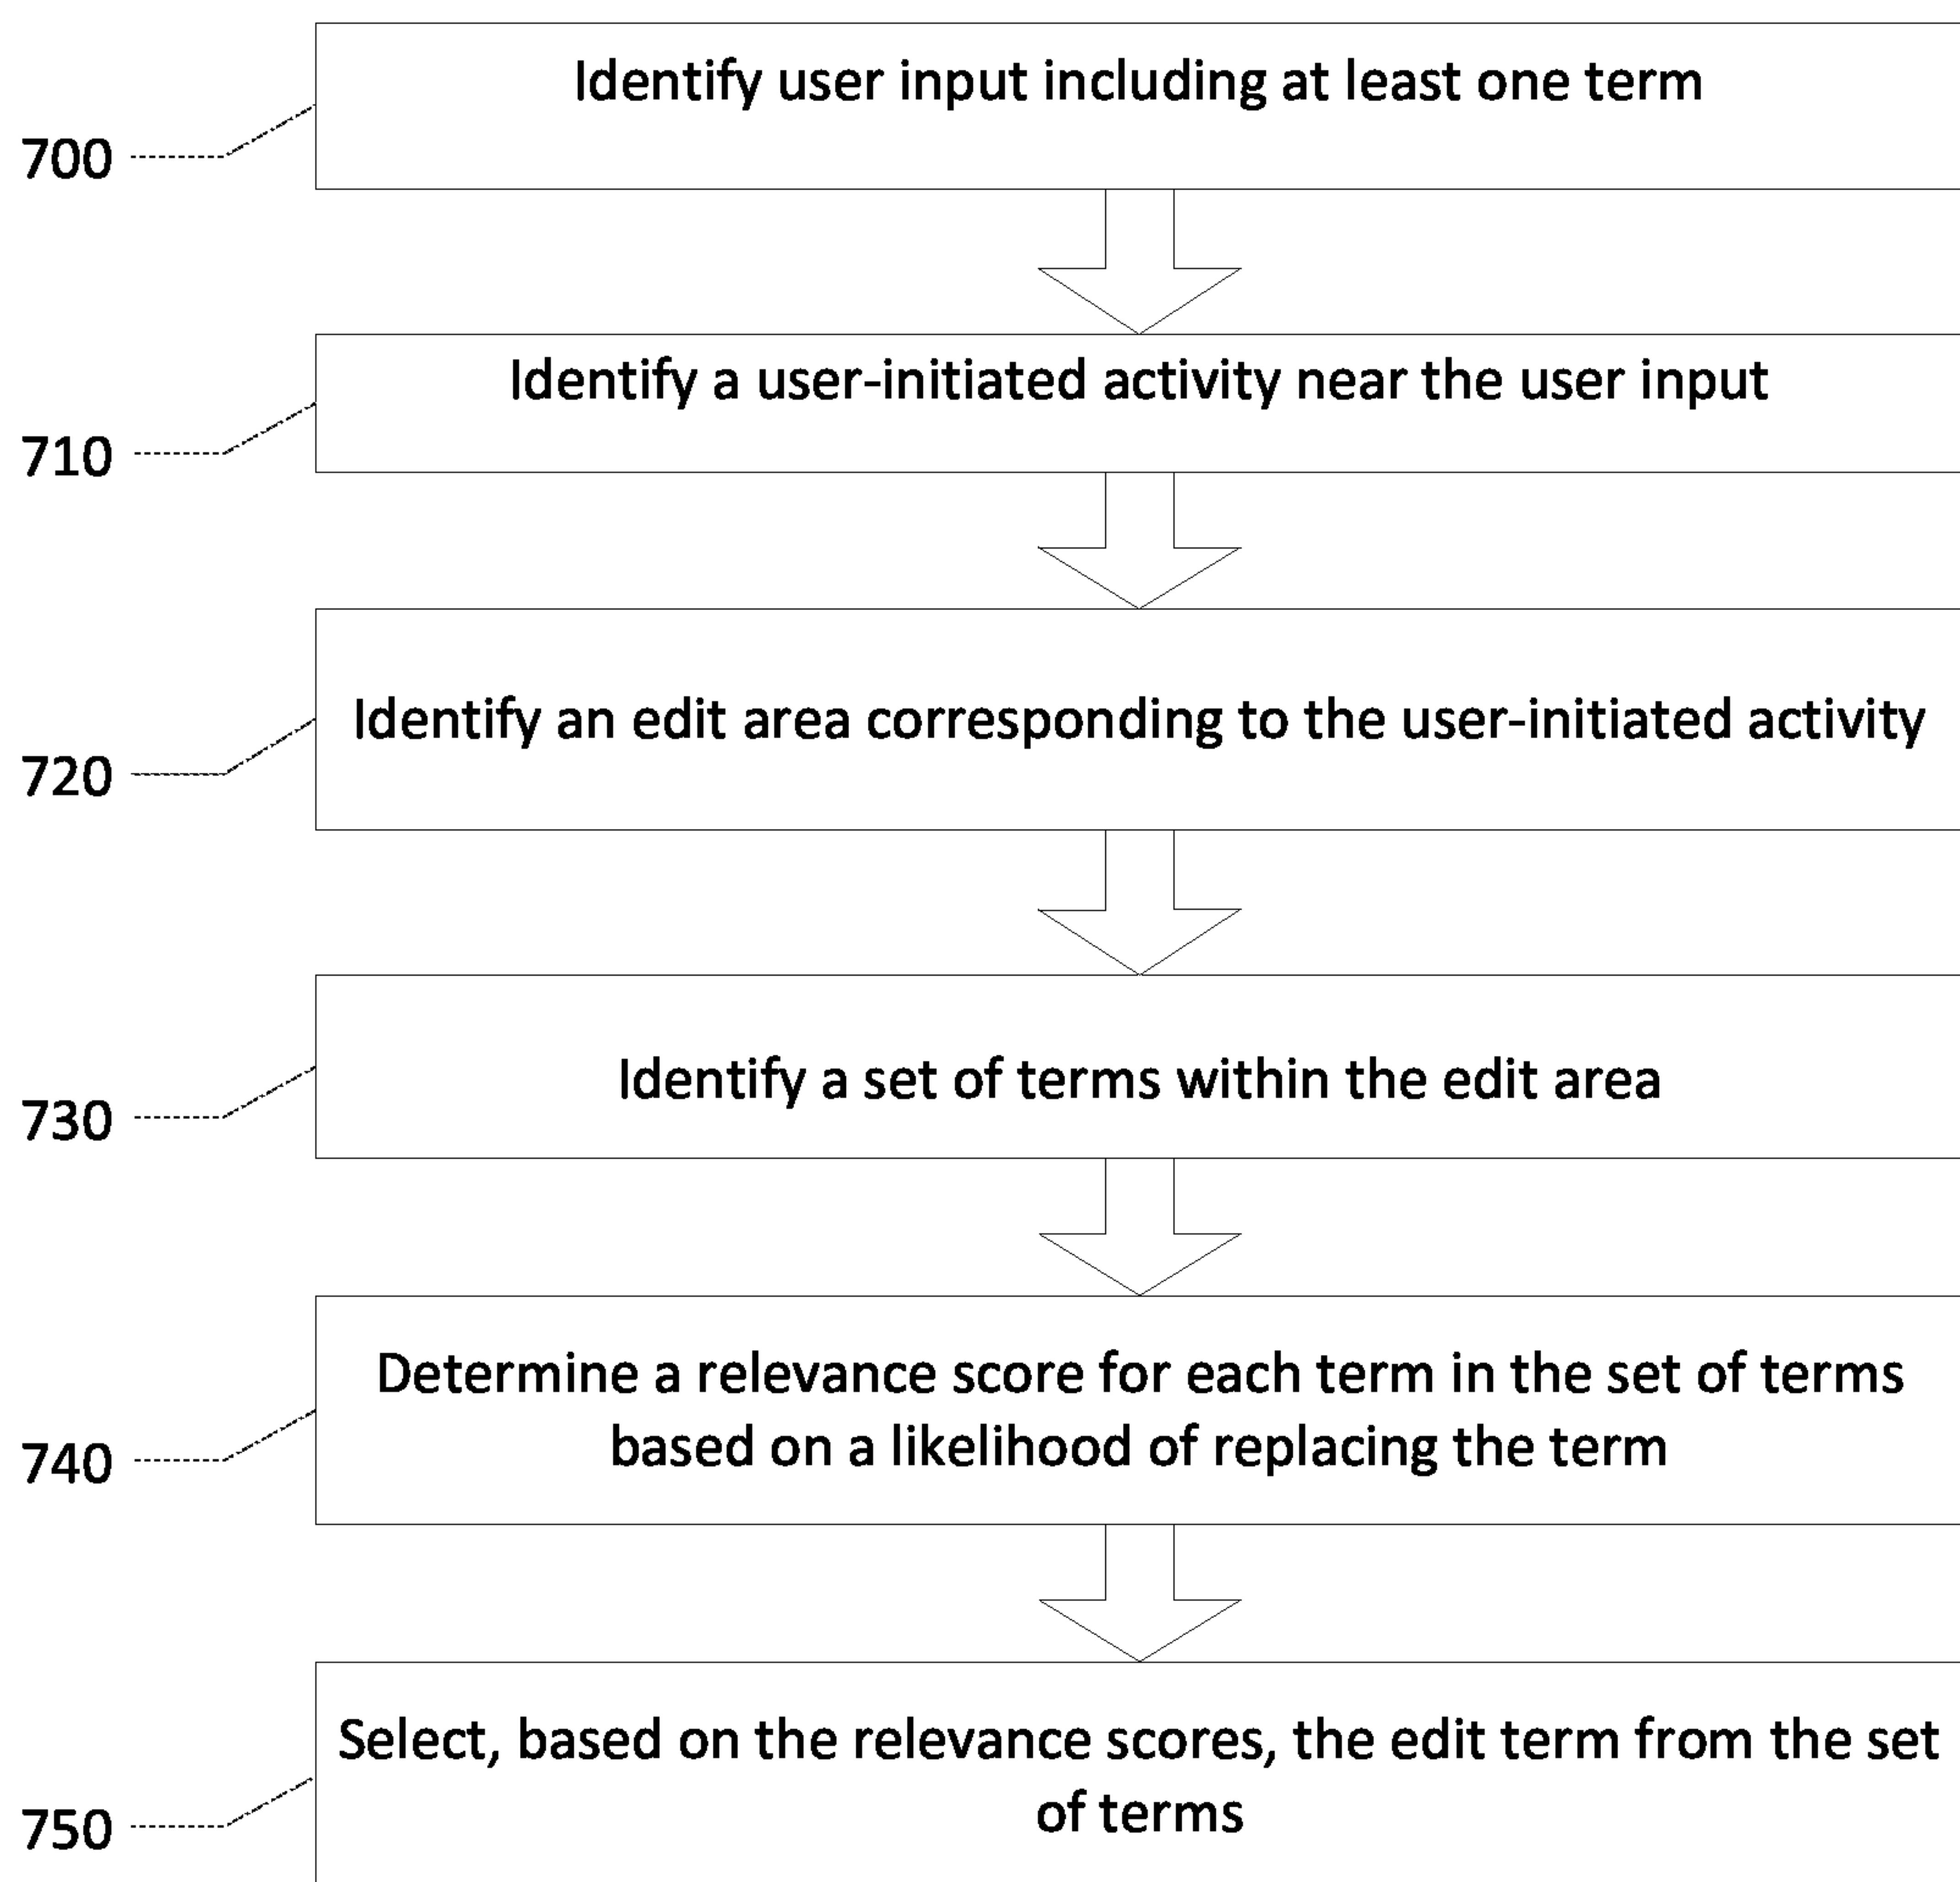 Identify user input including at least one term
700
Identify a user-initiated activity near the user input
710
Identify an edit area corresponding to the user-initiated activity
720
Identify a set of terms within the edit area
730
Determine a relevance score for each term in the set of terms
based on a likelihood of replacing the term
740
Select, based on the relevance scores, the edit term from the set
of terms
750